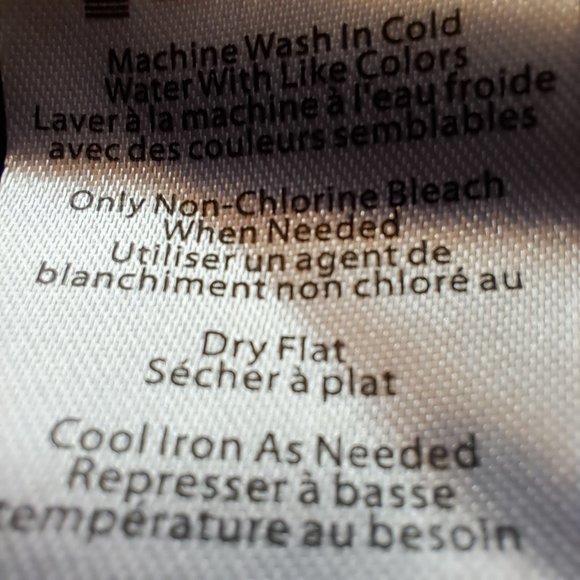 Machine Wash In Cold
Water With Like Colors
Laver à la machine à l'eau froide
avec des couleurs semblables
Only Non-Chlorine Bleach
When Needed
Utiliser un agent de
blanchiment non chloré au
Dry Flat
Sécher à plat
Cool Iron As Needed
Represser à basse
température au besoin